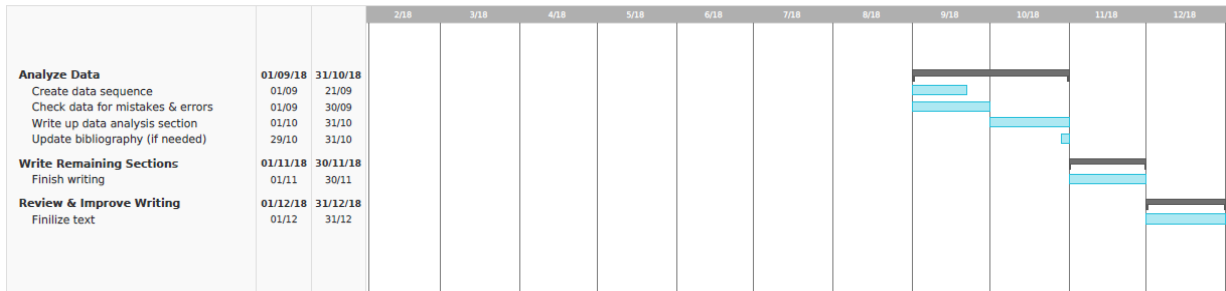 2/18 3/18 4/18 5/18 6/18 7/18 8/18 9/18 10/18 11/18 12/18
Analyze Data 01/09/18 31/10/18
Create data sequence 01/09 21/09
Check data for mistakes & errors 01/09 30/09
Write up data analysis section 01/10 31/10
Update bibliography (if needed) 29/10 31/10
Write Remaining Sections 01/11/18 30/11/18
Finish writing 01/11 30/11
Review & Improve Writing 01/12/18 31/12/18
Finilize text 01/12 31/12